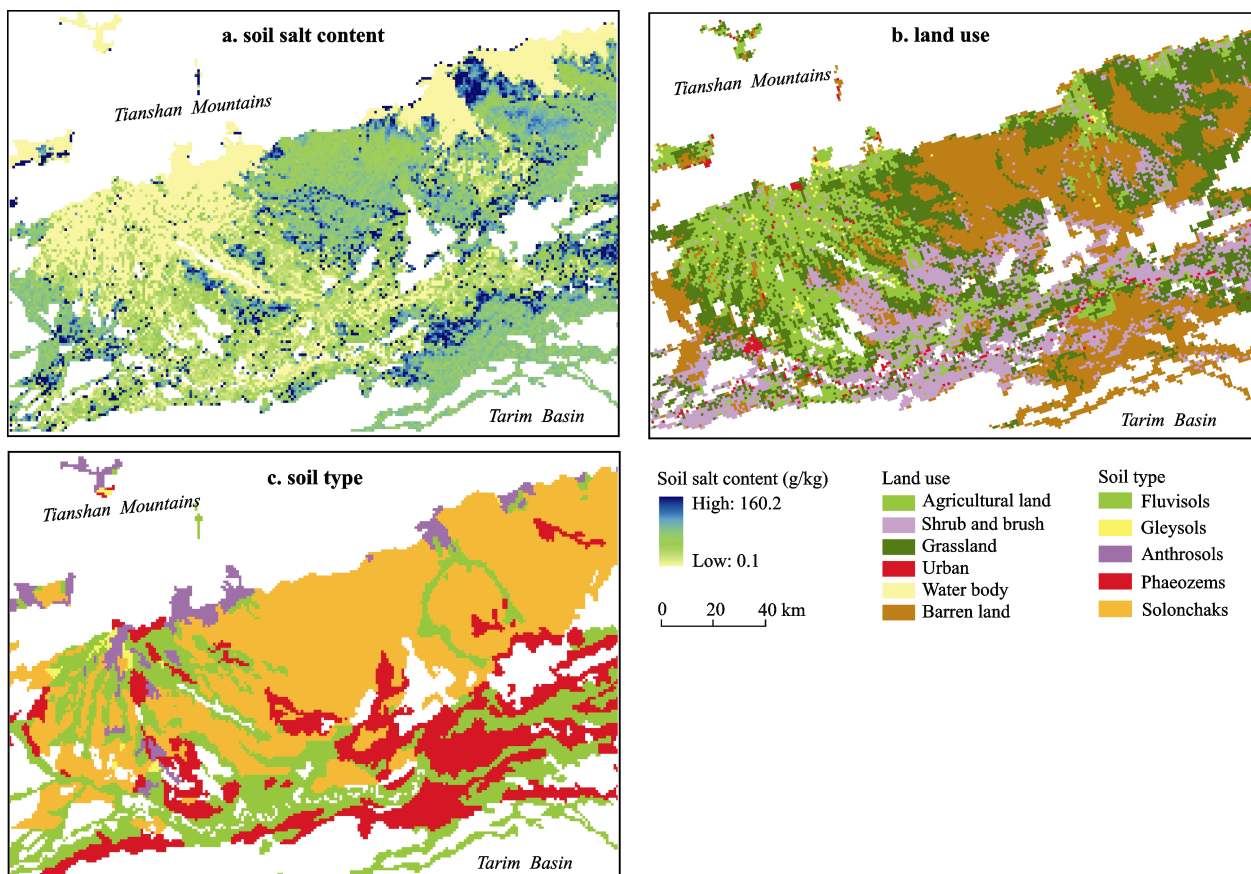 a. soil salt content
Tianshan Mountains
Tarim Basin
b. land use
Tianshan Mountains
Tarim Basin
c. soil type
Tianshan Mountains
Tarim Basin
Soil salt content (g/kg)
High: 160.2
Low: 0.1
0 20 40 km
Land use
Agricultural land
Shrub and brush
Grassland
Urban
Water body
Barren land
Soil type
Fluvisols
Gleysols
Anthrosols
Phaeozems
Solonchaks